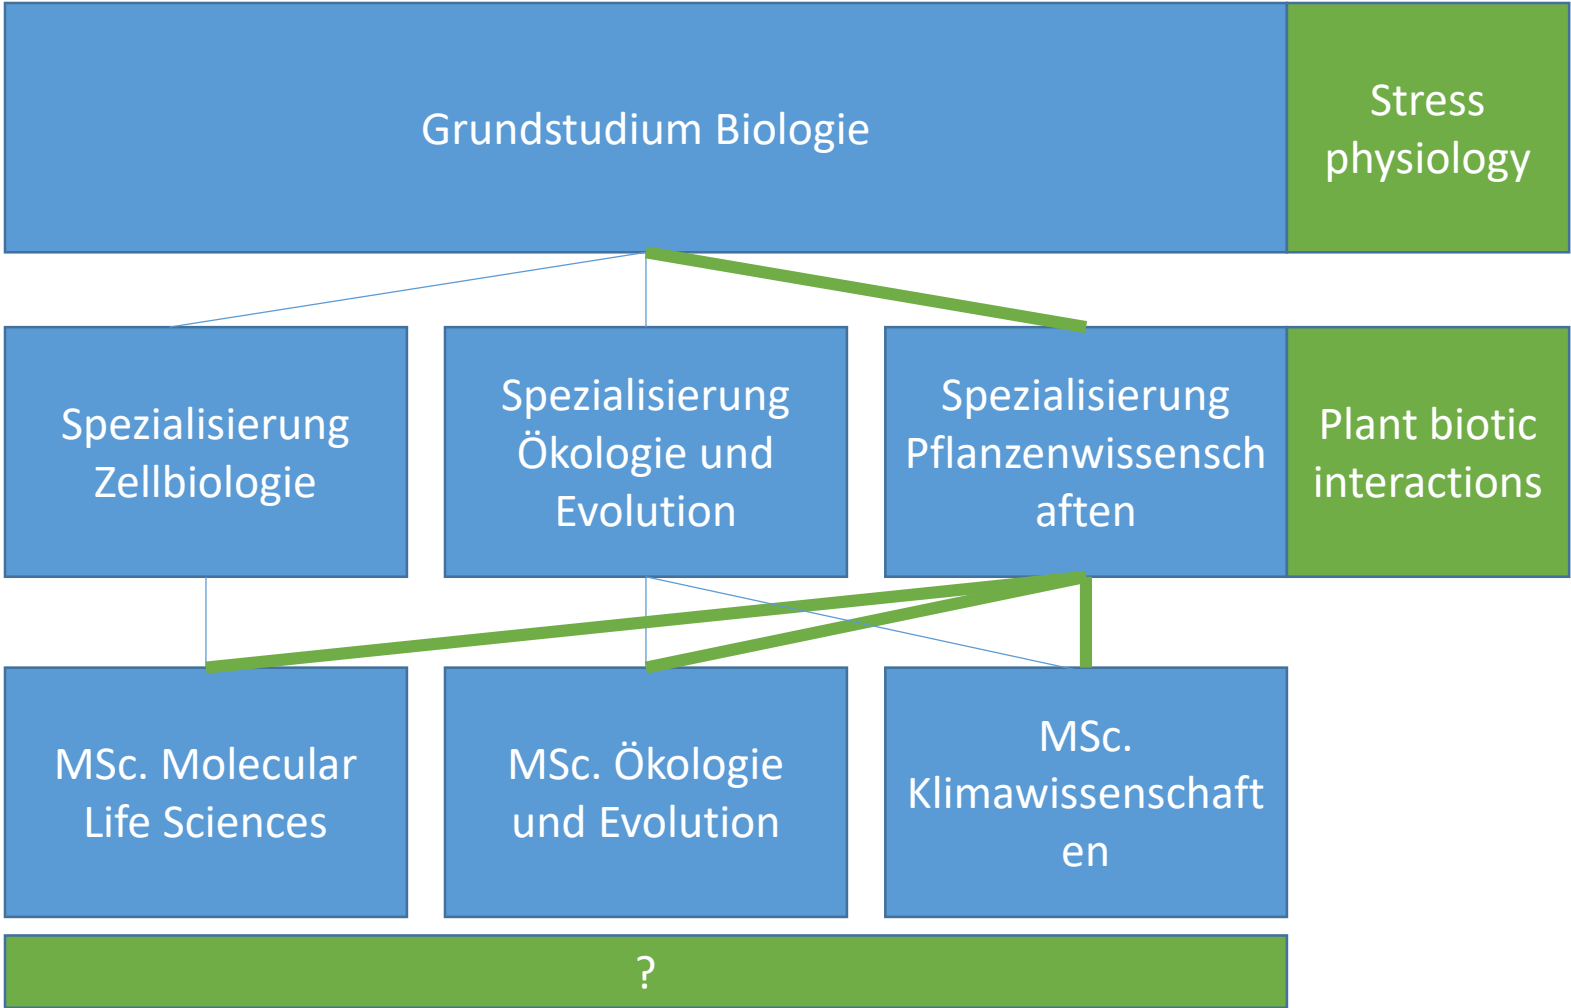 Grundstudium Biologie
Stress
physiology
Spezialisierung
Zellbiologie
Spezialisierung
Ökologie und
Evolution
Spezialisierung
Pflanzenwissensch
aften
Plant biotic
interactions
MSc. Molecular
Life Sciences
MSc. Ökologie
und Evolution
MSc.
Klimawissenschaft
en
?